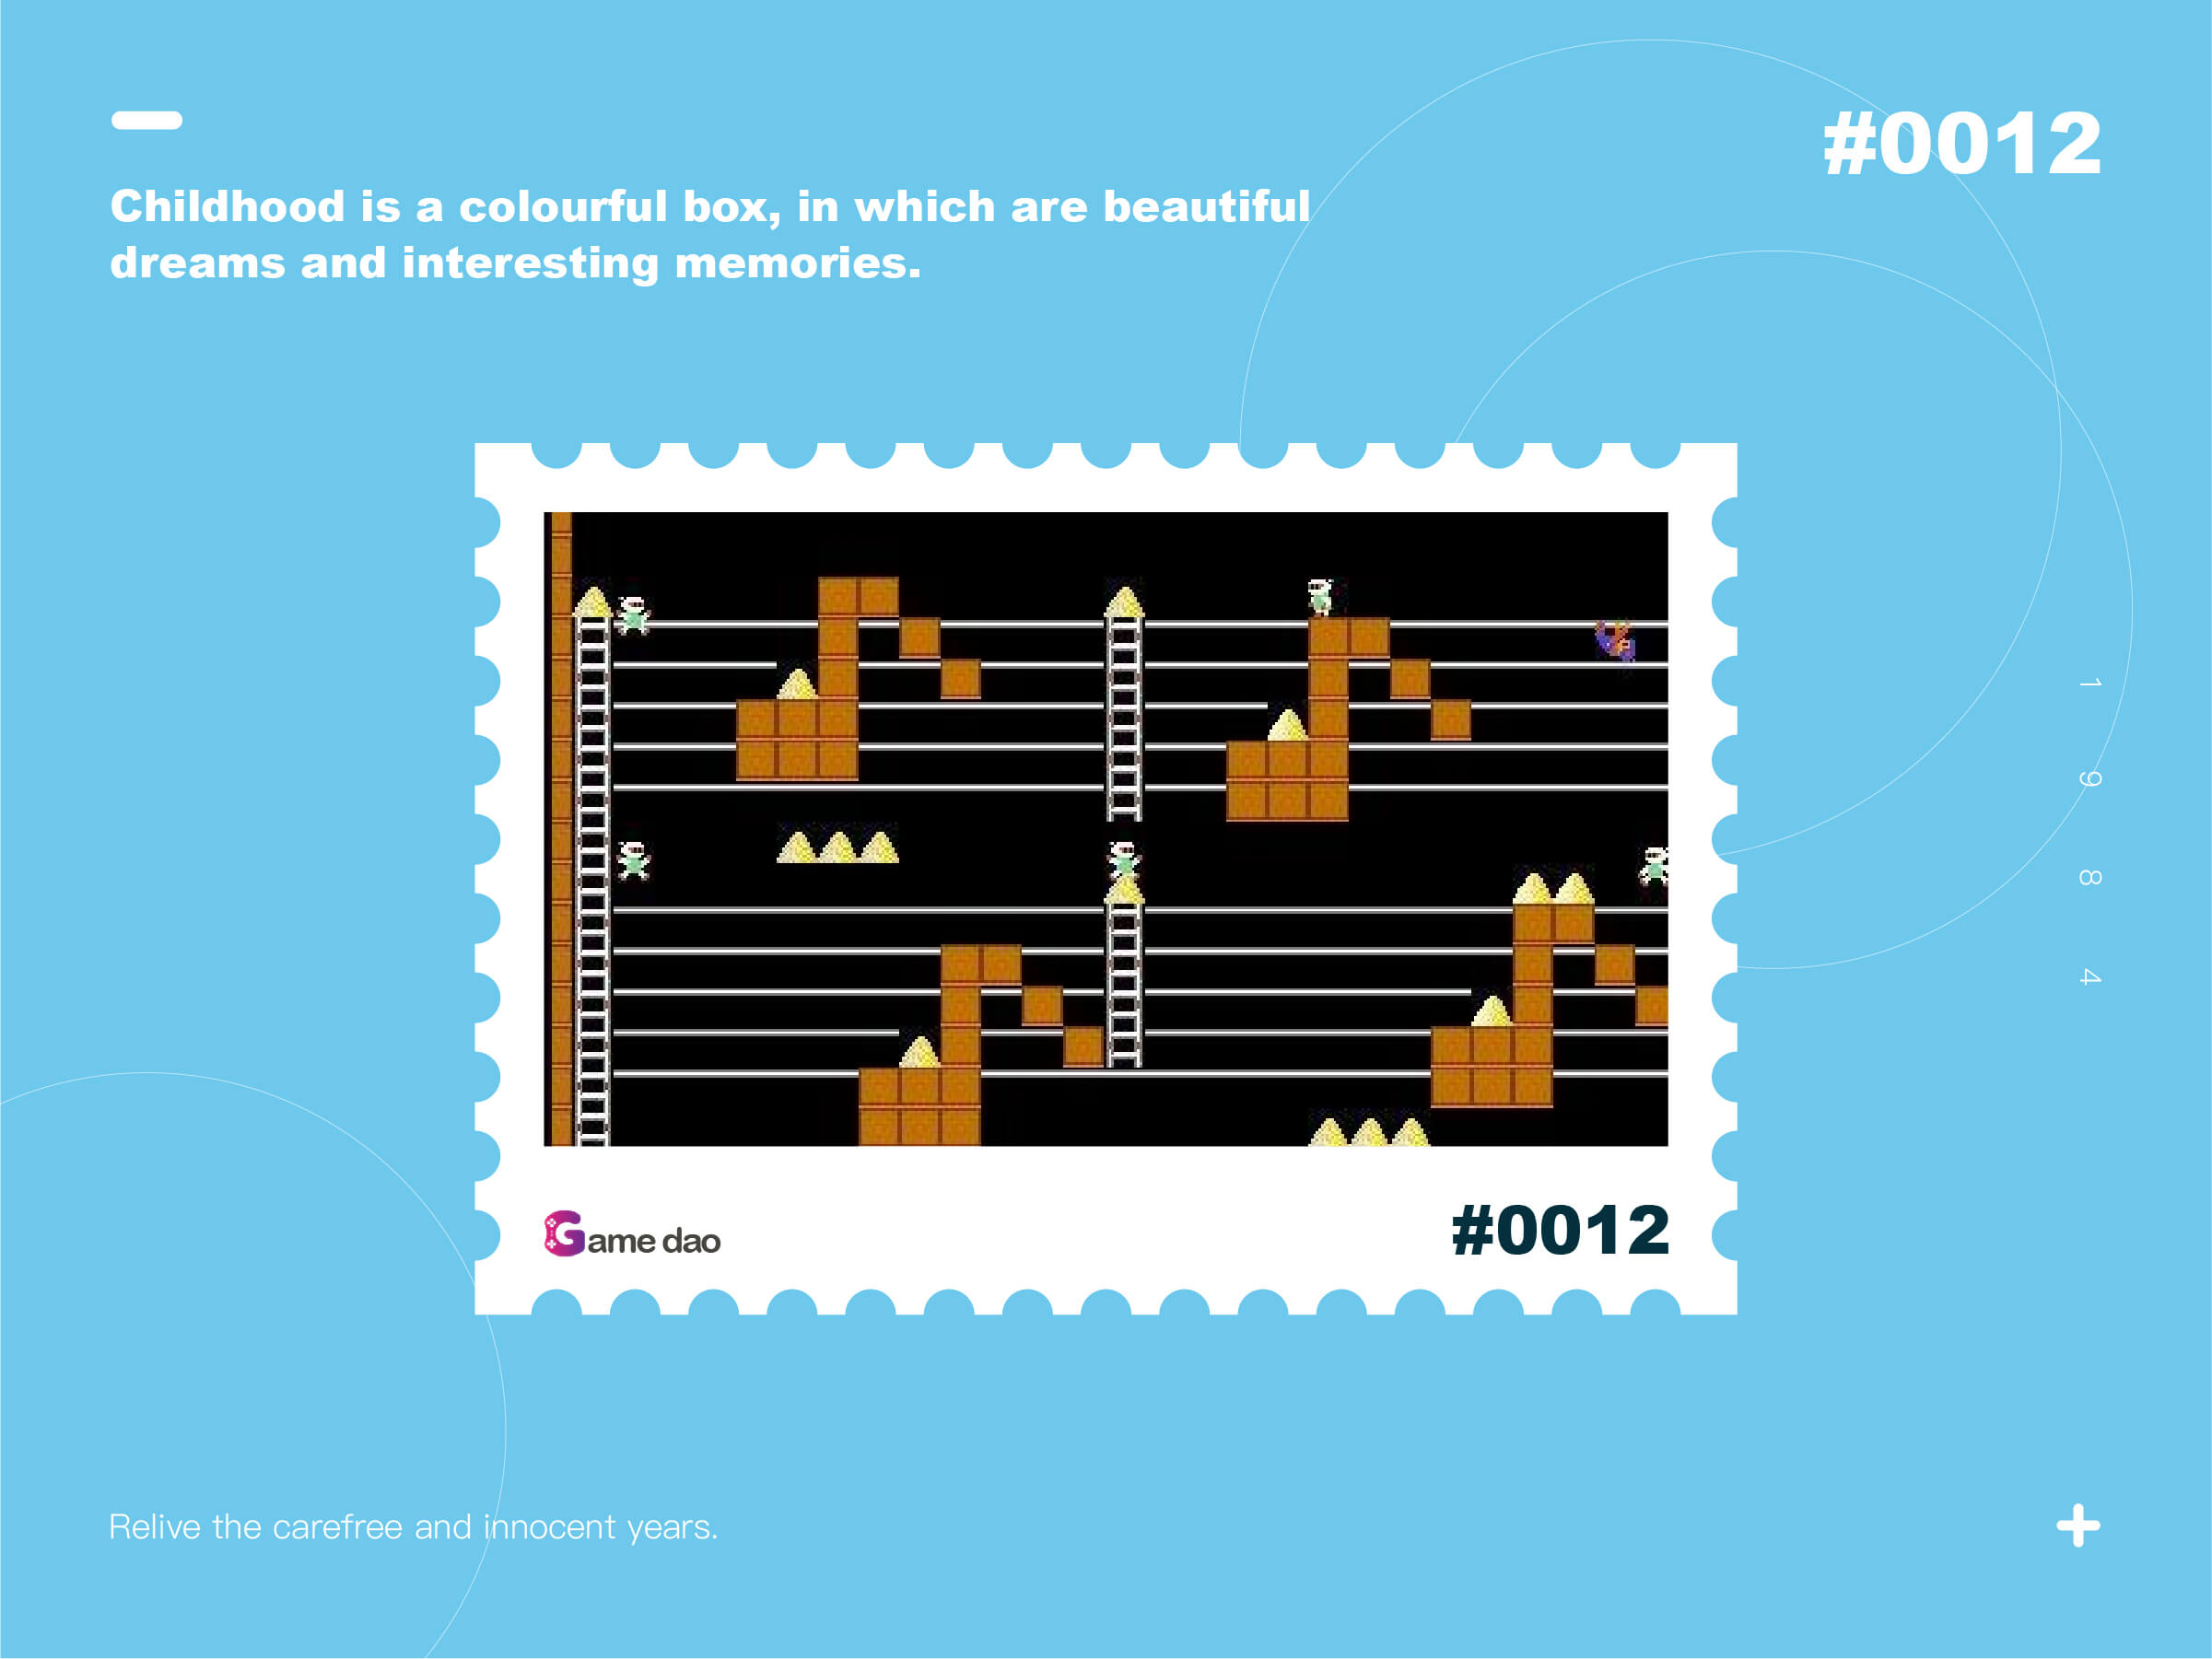 #0012
Childhood is a colourful box, in which are beautiful
dreams and interesting memories.
1 9 8 4
Game dao
#0012
Relive the carefree and innocent years.